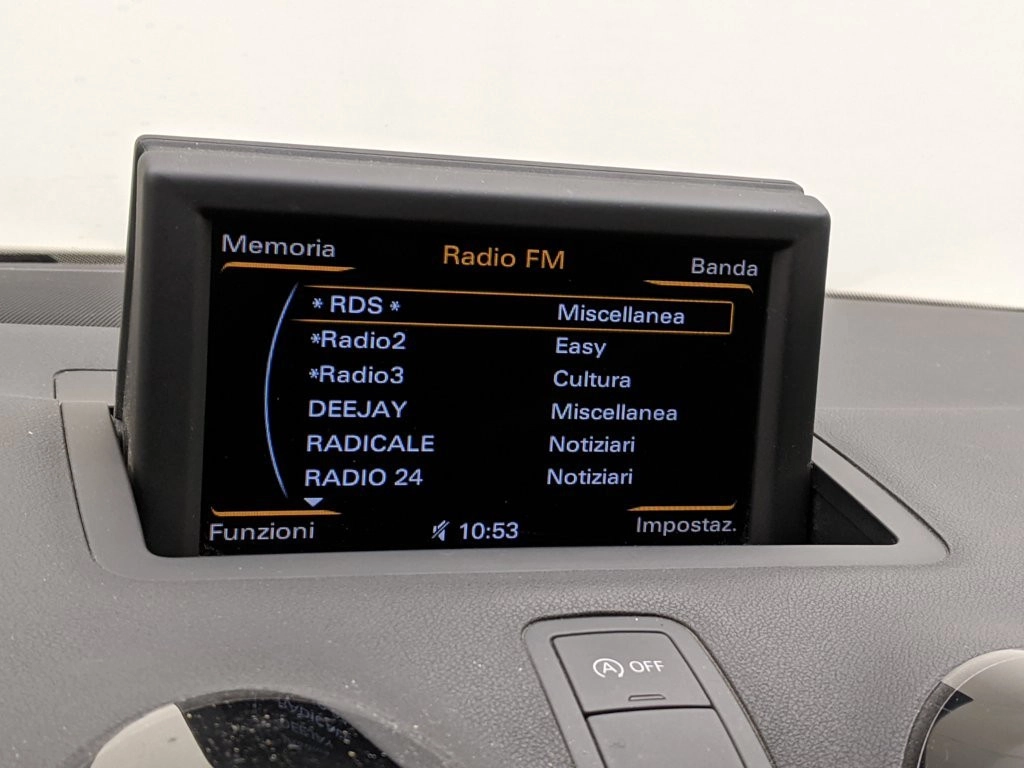 Memoria Radio FM Banda
* RDS * Miscellanea
*Radio2 Easy
*Radio3 Cultura
DEEJAY Miscellanea
RADICALE Notiziari
RADIO 24 Notiziari
Funzioni 10:53 Impostaz.
A OFF